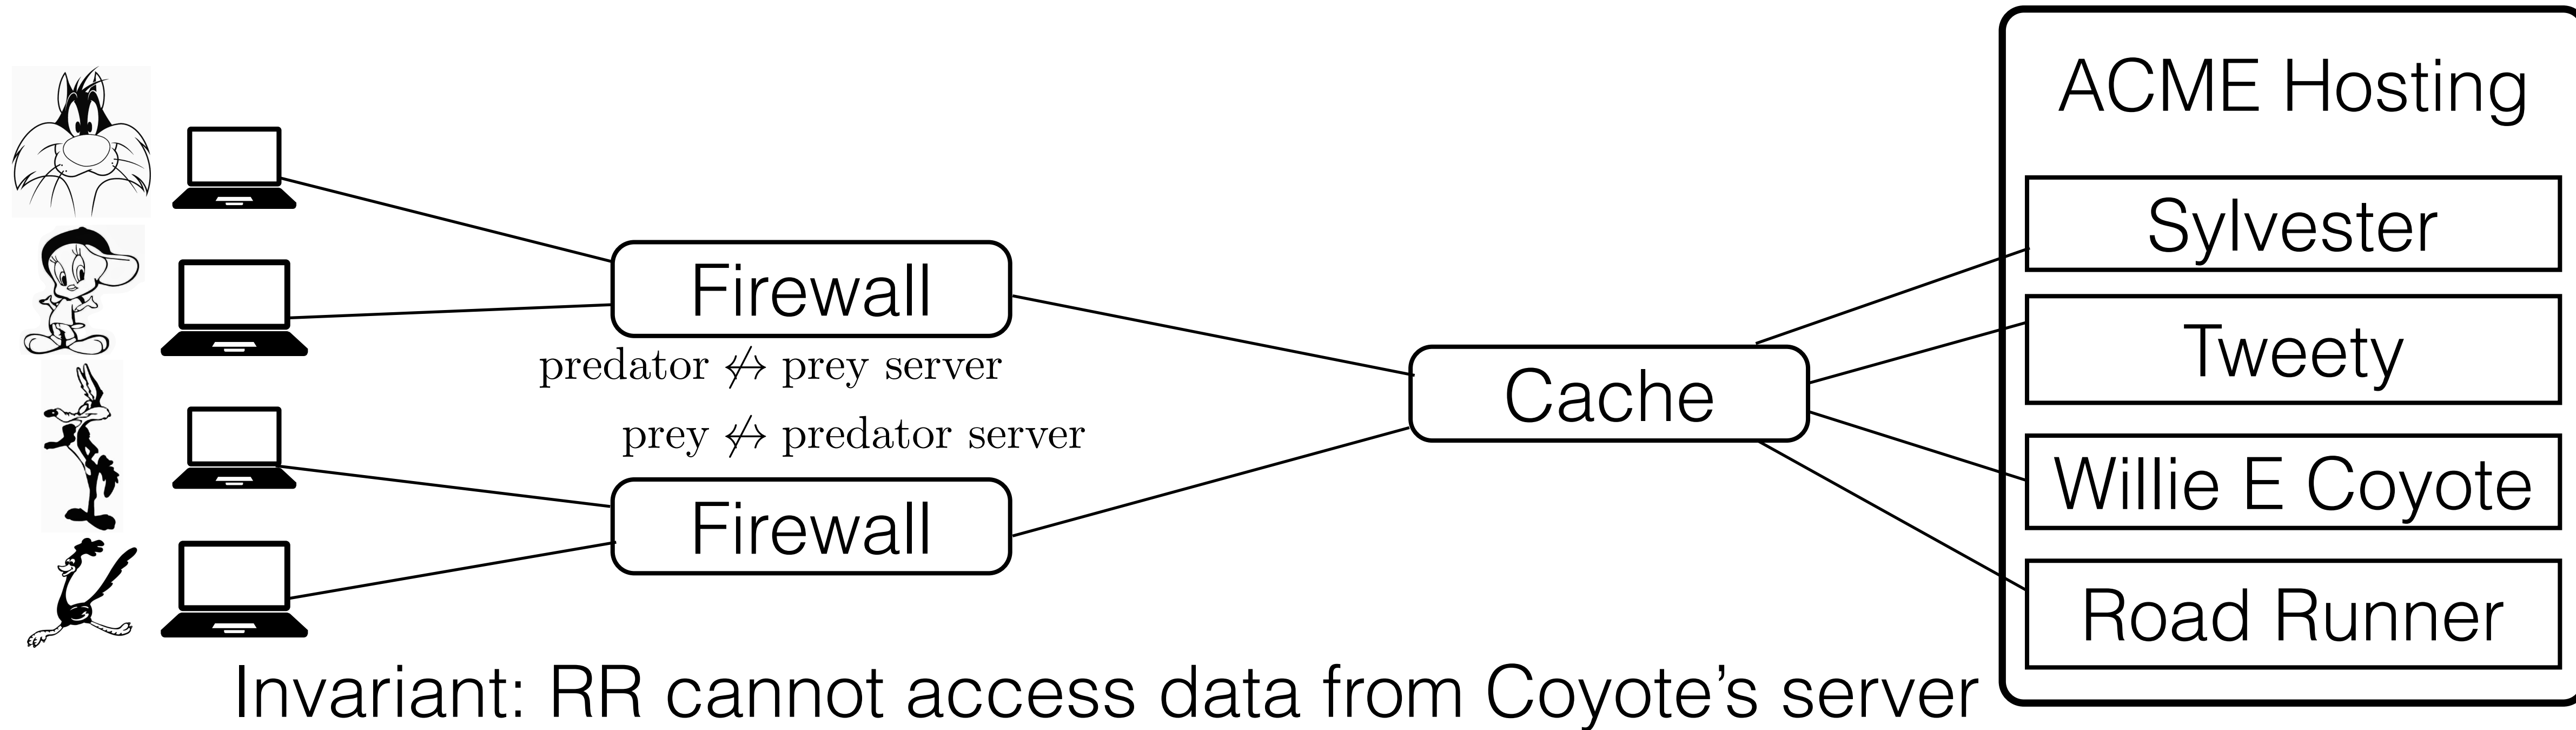 ACME Hosting
Sylvester
Firewall
Tweety
predator ↮ prey server
Cache
prey ↮ predator server
Willie E Coyote
Firewall
Road Runner
Invariant: RR cannot access data from Coyote's server